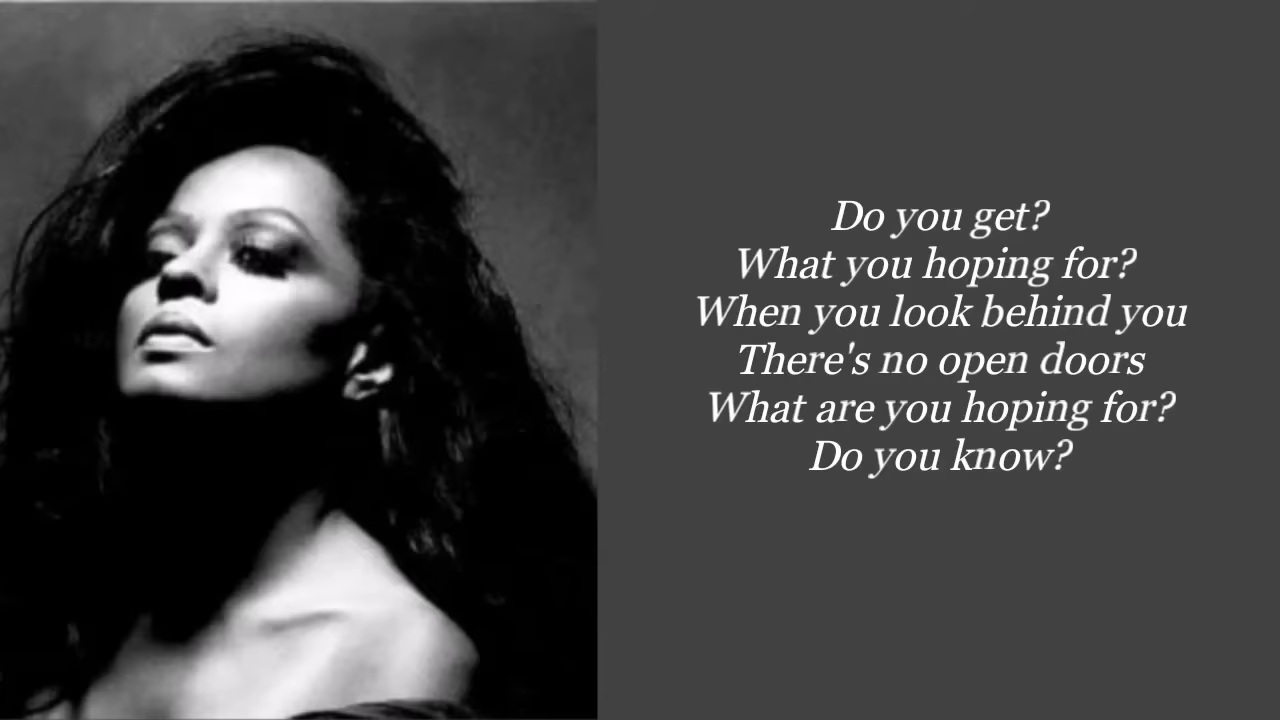 Do you get?
What you hoping for?
When you look behind you
There's no open doors
What are you hoping for?
Do you know?